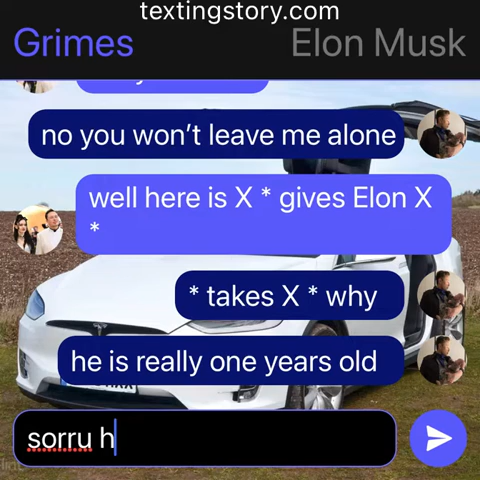 textingstory.com
Grimes
Elon Musk
no you won't leave me alone
well here is X * gives Elon X
*
* takes X * why
he is really one years old
sorru h